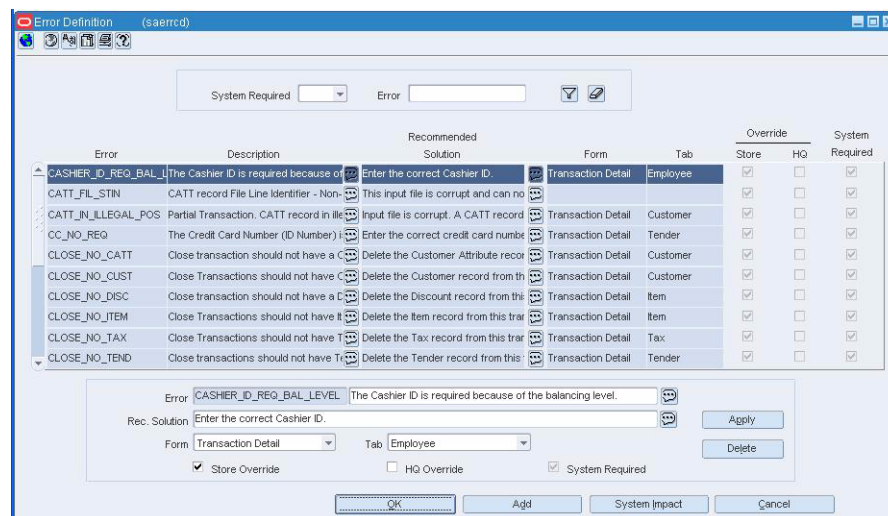 Error Definition (saerrcd)
System Required Error
Recommended Override System
Error Description Solution Form Tab Store HQ Required
CASHIER_ID_REQ_BAL_L The Cashier ID is required because of Enter the correct Cashier ID. Transaction Detail Employee
CATT_FIL_STIN CATT record File Line Identifier - Non- This input file is corrupt and can no
CATT_IN_ILLEGAL_POS Partial Transaction. CATT record in ille Input file is corrupt. A CATT record Transaction Detail Customer
CC_NO_REQ The Credit Card Number (ID Number) i Enter the correct credit card numbe Transaction Detail Tender
CLOSE_NO_CATT Close transaction should not have a C Delete the Customer Attribute recor Transaction Detail Customer
CLOSE_NO_CUST Close Transactions should not have C Delete the Customer record from th Transaction Detail Customer
CLOSE_NO_DISC Close transaction should not have a D Delete the Discount record from thi Transaction Detail Item
CLOSE_NO_ITEM Close Transactions should not have It Delete the Item record from this trar Transaction Detail Item
CLOSE_NO_TAX Close transactions should not have T Delete the Tax record from this trar Transaction Detail Tax
CLOSE_NO_TEND Close transactions should not have Te Delete the Tender record from this Transaction Detail Tender
Error CASHIER_ID_REQ_BAL_LEVEL The Cashier ID is required because of the balancing level.
Rec. Solution Enter the correct Cashier ID. Apply
Form Transaction Detail Tab Employee Delete
Store Override HQ Override System Required
OK Add System Impact Cancel